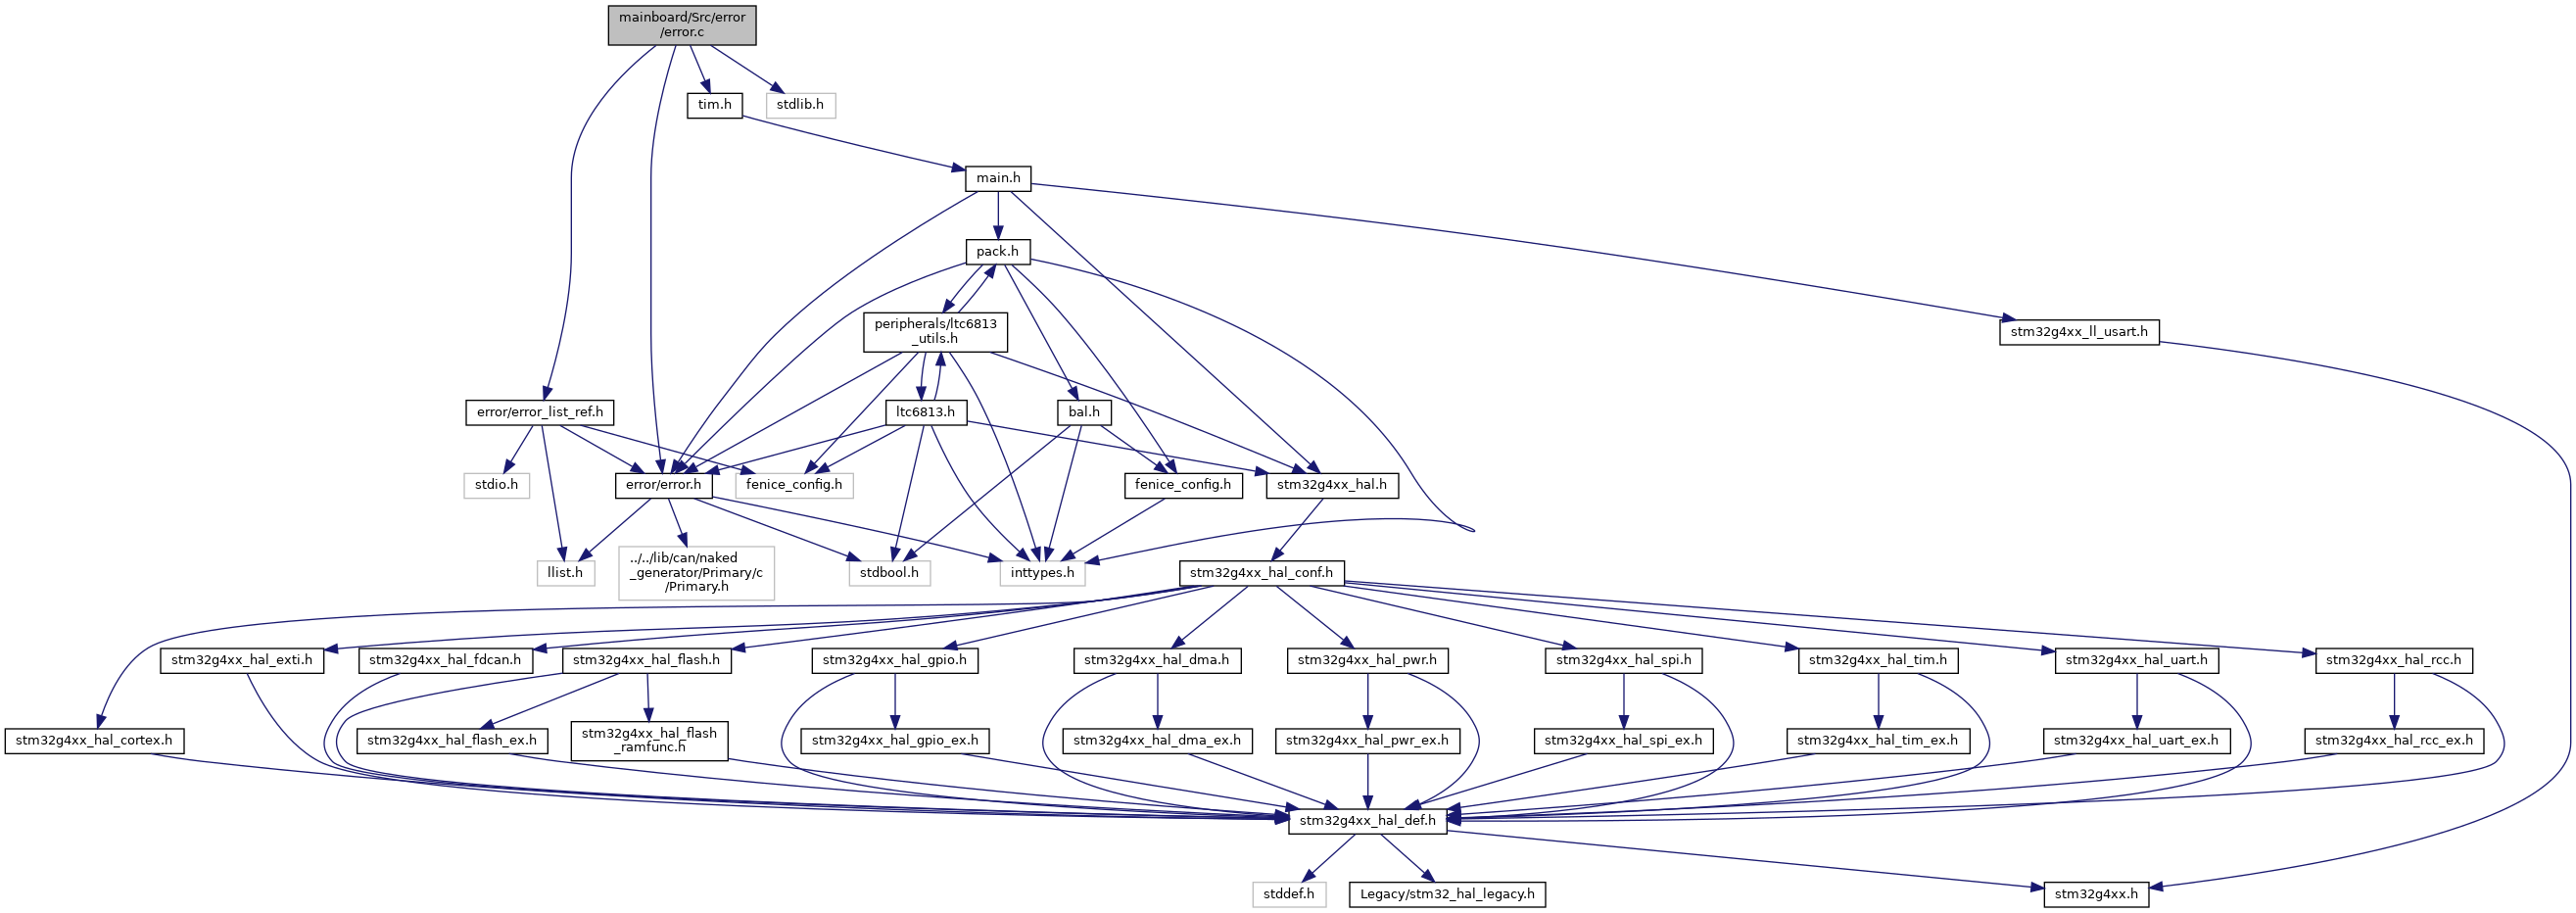 mainboard/Src/error
/error.c
tim.h
stdlib.h
main.h
pack.h
peripherals/ltc6813
_utils.h
stm32g4xx_ll_usart.h
error/error_list_ref.h
ltc6813.h
bal.h
stdio.h
error/error.h
fenice_config.h
fenice_config.h
stm32g4xx_hal.h
llist.h
../../lib/can/naked
_generator/Primary/c
/Primary.h
stdbool.h
inttypes.h
stm32g4xx_hal_conf.h
stm32g4xx_hal_exti.h
stm32g4xx_hal_fdcan.h
stm32g4xx_hal_flash.h
stm32g4xx_hal_gpio.h
stm32g4xx_hal_dma.h
stm32g4xx_hal_pwr.h
stm32g4xx_hal_spi.h
stm32g4xx_hal_tim.h
stm32g4xx_hal_uart.h
stm32g4xx_hal_rcc.h
stm32g4xx_hal_cortex.h
stm32g4xx_hal_flash_ex.h
stm32g4xx_hal_flash
_ramfunc.h
stm32g4xx_hal_gpio_ex.h
stm32g4xx_hal_dma_ex.h
stm32g4xx_hal_pwr_ex.h
stm32g4xx_hal_spi_ex.h
stm32g4xx_hal_tim_ex.h
stm32g4xx_hal_uart_ex.h
stm32g4xx_hal_rcc_ex.h
stm32g4xx_hal_def.h
stddef.h
Legacy/stm32_hal_legacy.h
stm32g4xx.h